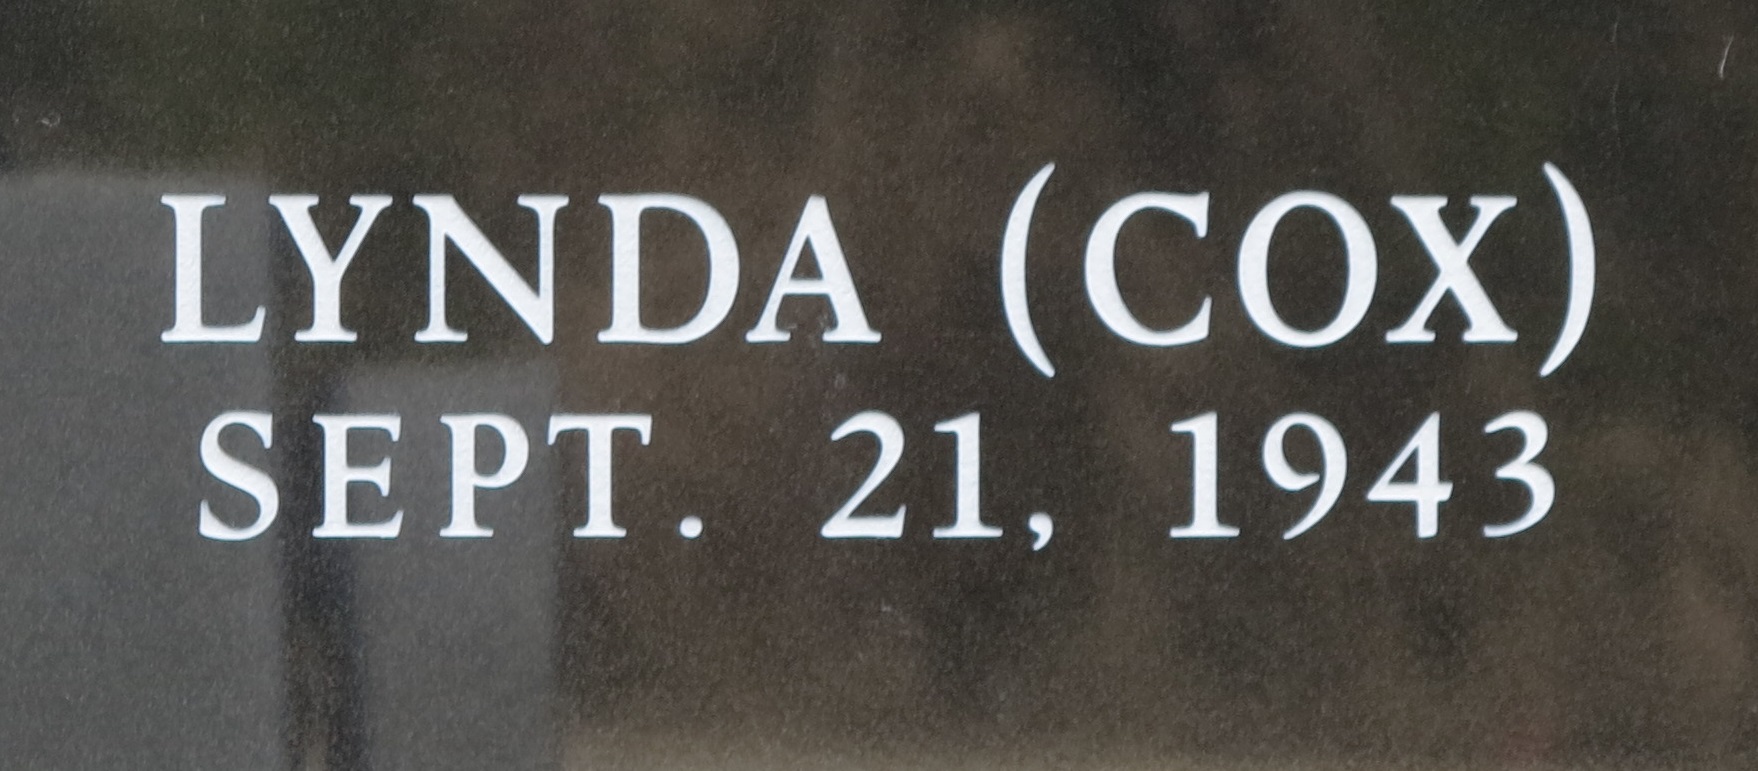 LYNDA (COX)
SEPT. 21, 1943